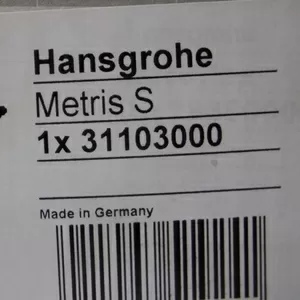 Hansgrohe
Metris S
1x 31103000
Made in Germany